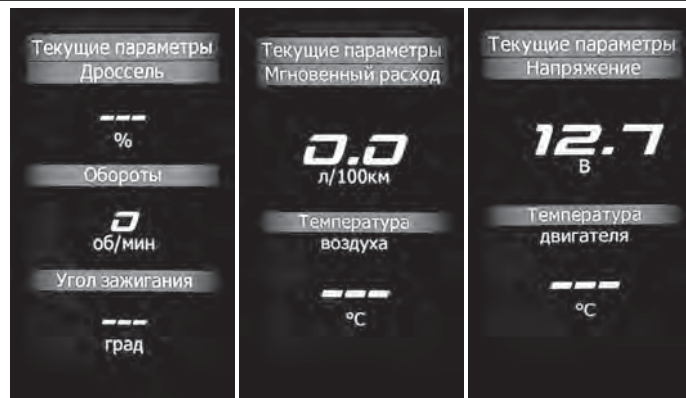 Текущие параметры
Дроссель
---
%
Обороты
0
об/мин
Угол зажигания
---
град
Текущие параметры
Мгновенный расход
0.0
л/100км
Температура
воздуха
---
°C
Текущие параметры
Напряжение
12.7
В
Температура
двигателя
---
°C